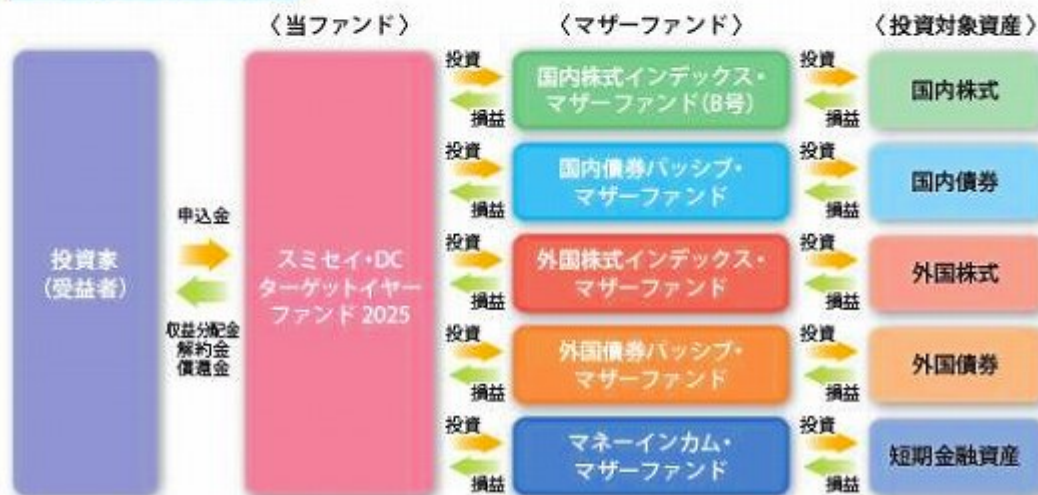 〈当ファンド〉
〈マザーファンド〉
〈投資対象資産〉
投資家
(受益者)
申込金
収益分配金
解約金
償還金
スミセイ・DC
ターゲットイヤー
ファンド 2025
投資
損益
国内株式インデックス・
マザーファンド(B号)
投資
損益
国内株式
投資
損益
国内債券パッシブ・
マザーファンド
投資
損益
国内債券
投資
損益
外国株式インデックス・
マザーファンド
投資
損益
外国株式
投資
損益
外国債券パッシブ・
マザーファンド
投資
損益
外国債券
投資
損益
マネーインカム・
マザーファンド
投資
損益
短期金融資産